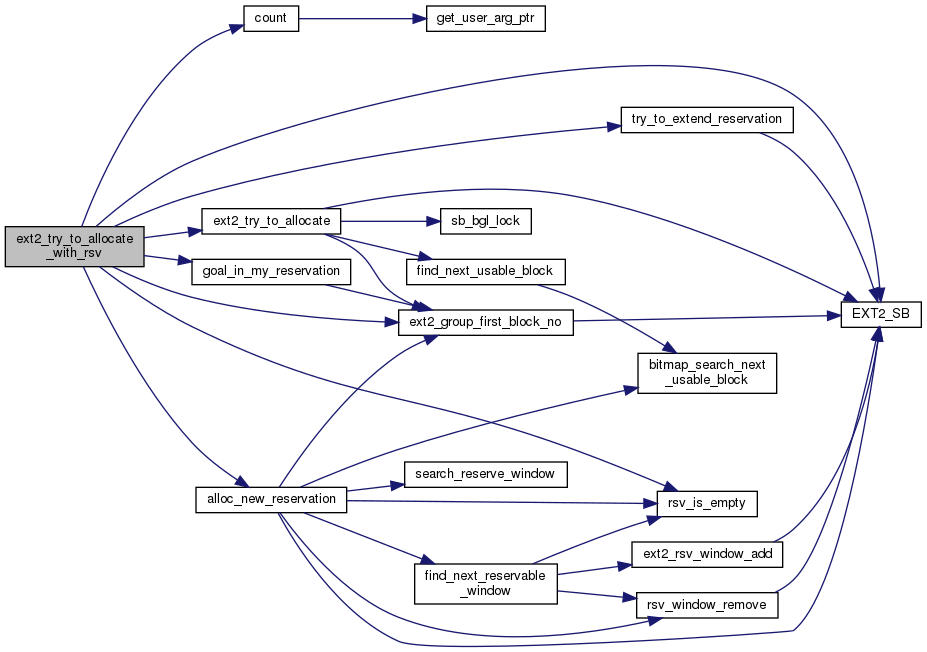 count
get_user_arg_ptr
try_to_extend_reservation
ext2_try_to_allocate
sb_bgl_lock
ext2_try_to_allocate
_with_rsv
goal_in_my_reservation
find_next_usable_block
ext2_group_first_block_no
EXT2_SB
bitmap_search_next
_usable_block
search_reserve_window
alloc_new_reservation
rsv_is_empty
ext2_rsv_window_add
find_next_reservable
_window
rsv_window_remove